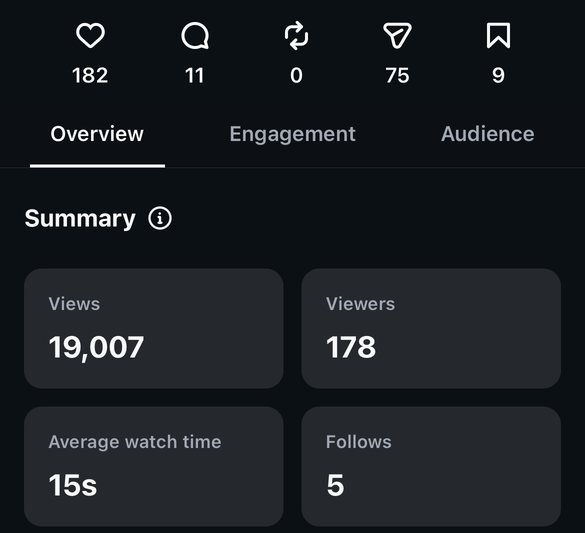 182 11 0 75 9
Overview Engagement Audience
Summary
Views Viewers
19,007 178
Average watch time Follows
15s 5